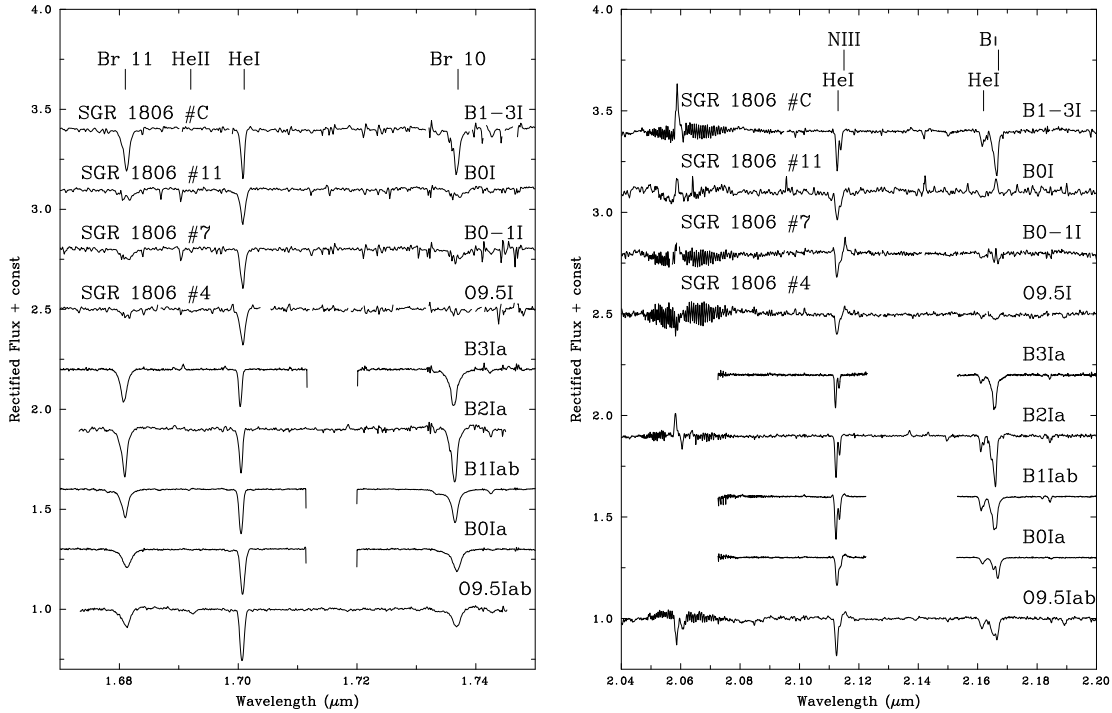 Br 11 HeII HeI Br 10
SGR 1806 #C B1-3I
SGR 1806 #11 B0I
SGR 1806 #7 B0-1I
SGR 1806 #4 O9.5I
B3Ia
B2Ia
B1Iab
B0Ia
O9.5Iab
4.0
3.5
3.0
2.5
2.0
1.5
1.0
Rectified Flux + const
1.68 1.70 1.72 1.74
Wavelength (μm)
NIII
HeI HeI
SGR 1806 #C B1-3I
SGR 1806 #11 B0I
SGR 1806 #7 B0-1I
SGR 1806 #4 O9.5I
B3Ia
B2Ia
B1Iab
B0Ia
O9.5Iab
4.0
3.5
3.0
2.5
2.0
1.5
1.0
Rectified Flux + const
2.04 2.06 2.08 2.10 2.12 2.14 2.16 2.18 2.20
Wavelength (μm)